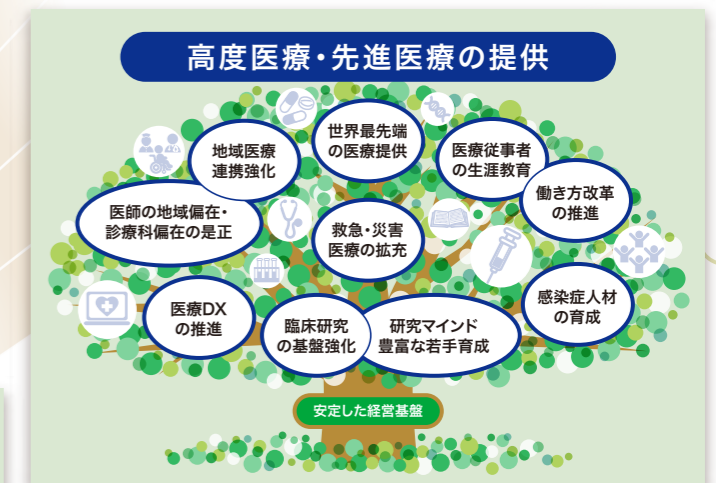 高度医療・先進医療の提供
世界最先端
の医療提供
地域医療
連携強化
医療従事者
の生涯教育
医師の地域偏在・
診療科偏在の是正
救急・災害
医療の拡充
働き方改革
の推進
医療DX
の推進
臨床研究
の基盤強化
研究マインド
豊富な若手育成
感染症人材
の育成
安定した経営基盤